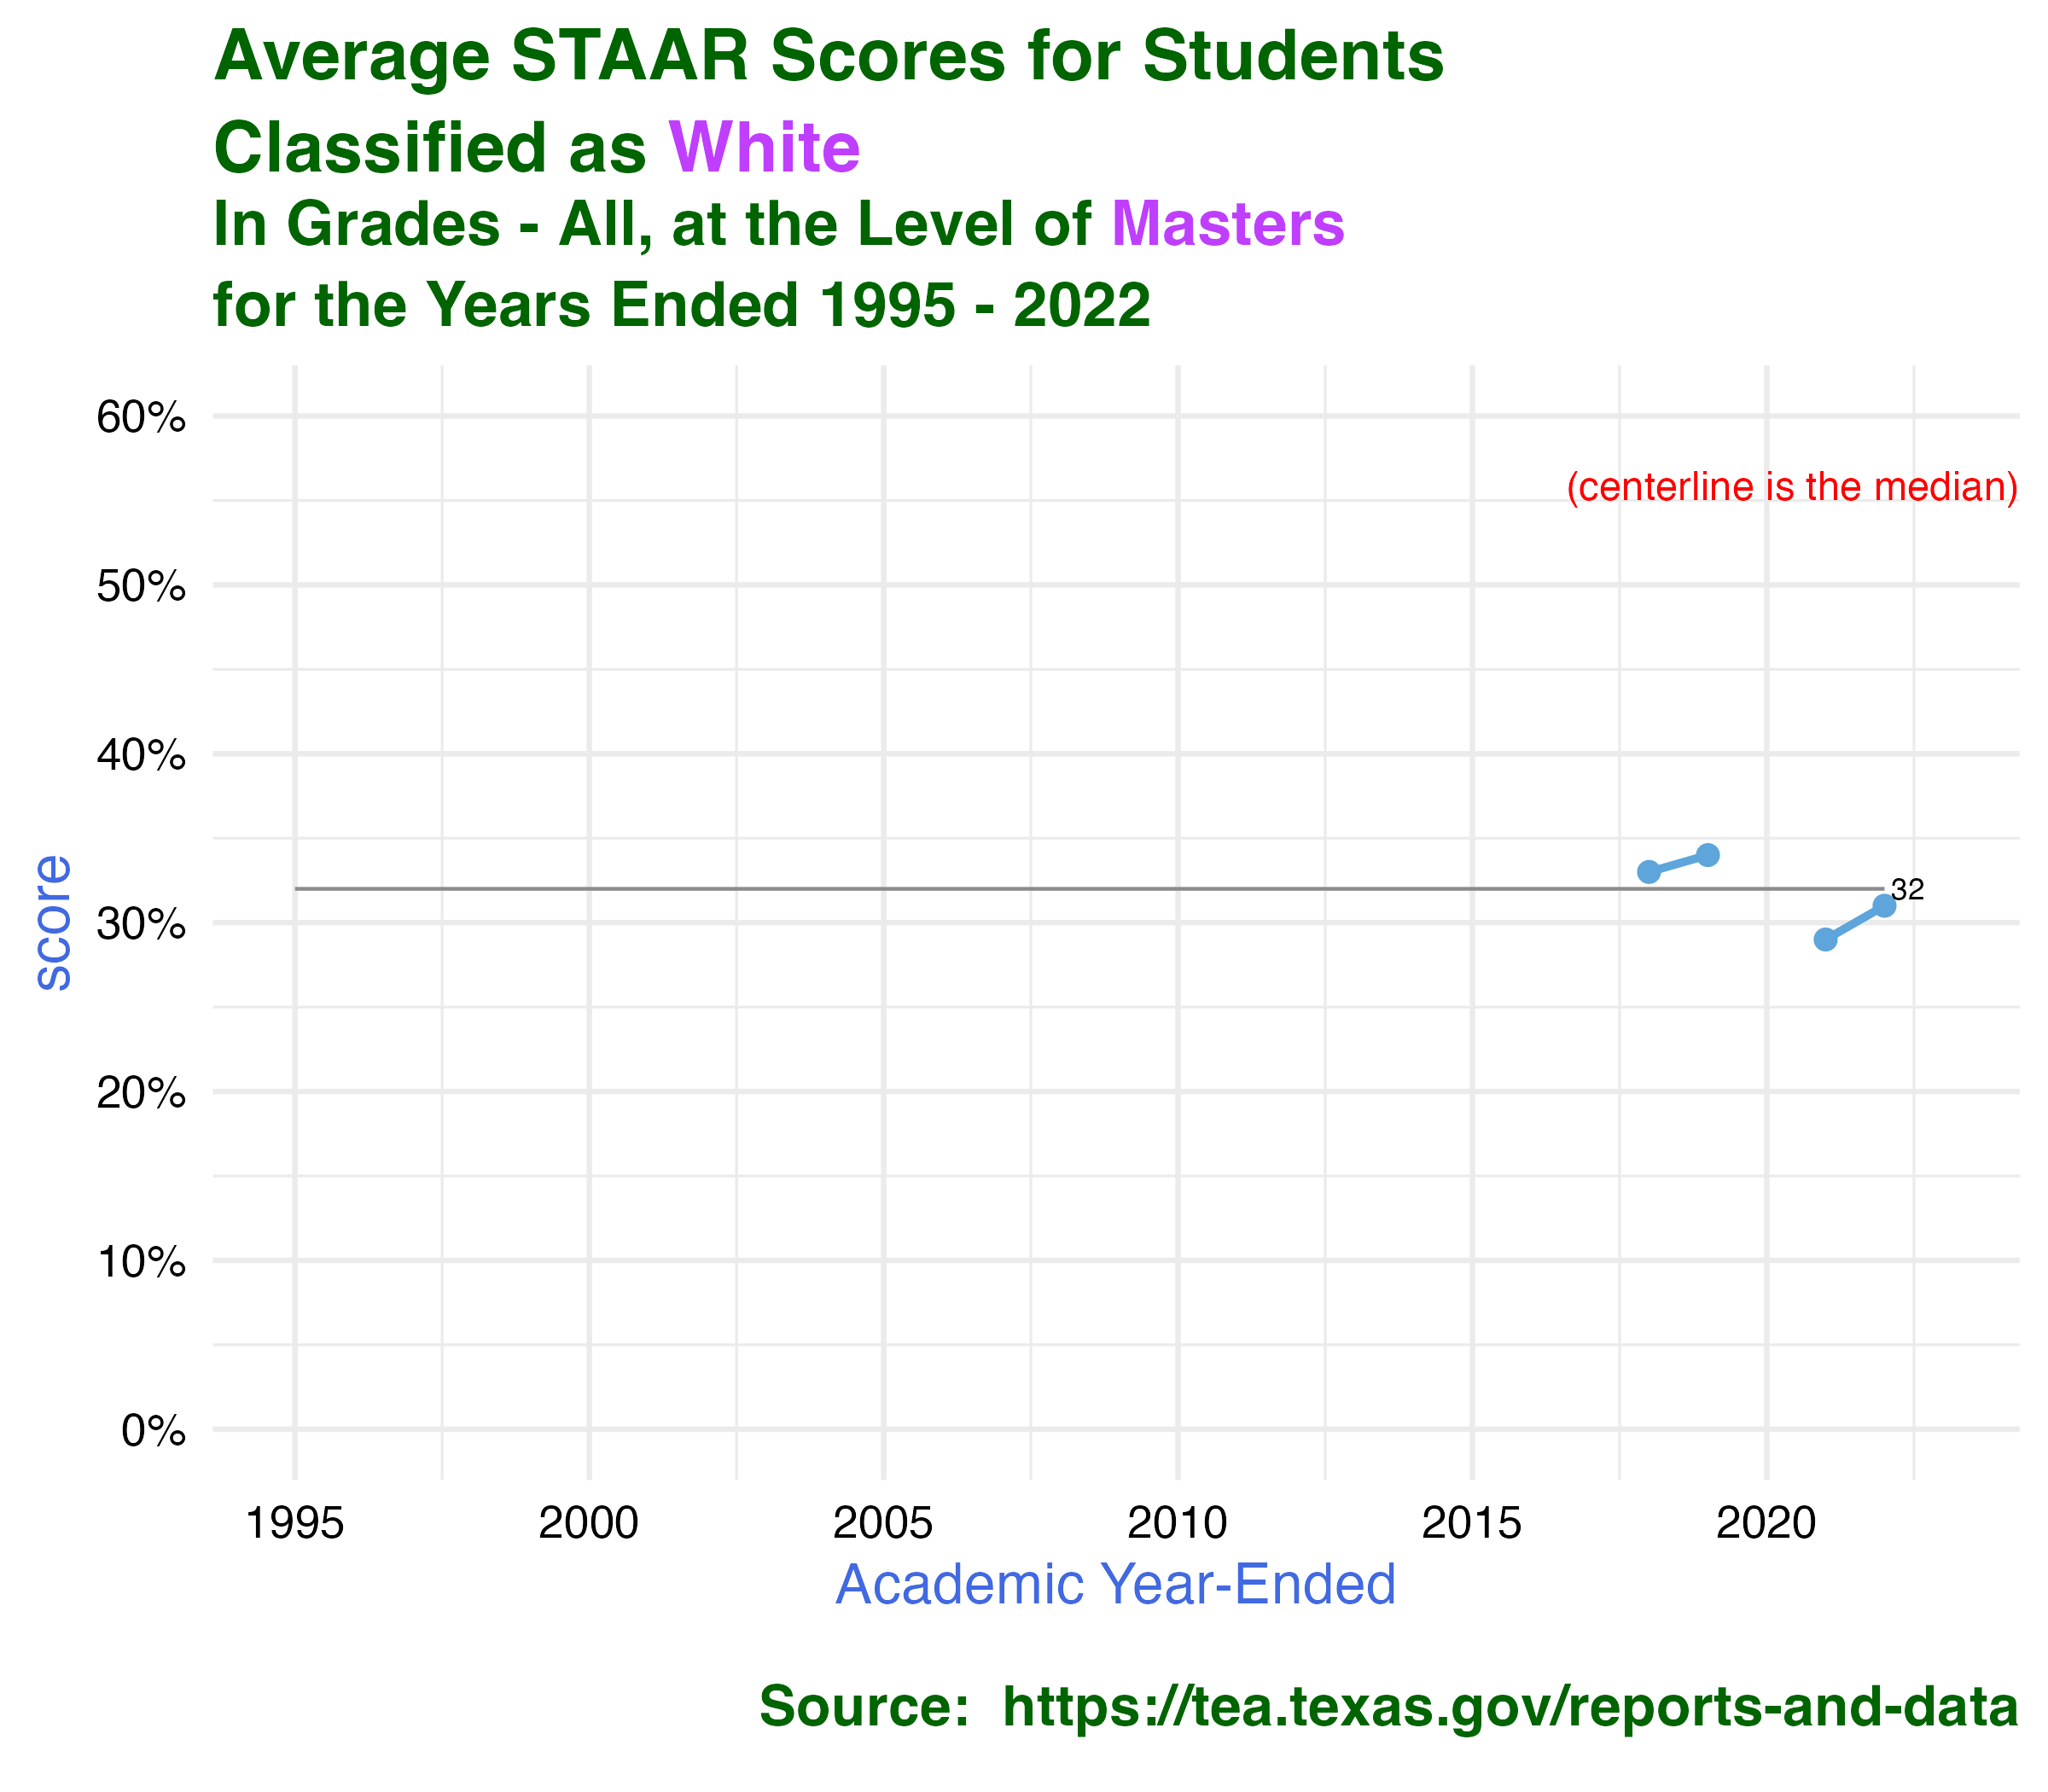 Average STAAR Scores for Students
Classified as White
In Grades - All, at the Level of Masters
for the Years Ended 1995 - 2022
60%
(centerline is the median)
50%
40%
32
30%
20%
10%
0%
score
1995 2000 2005 2010 2015 2020
Academic Year-Ended
Source:  https://tea.texas.gov/reports-and-data